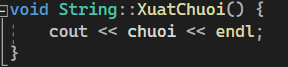 void String::XuatChuoi() {
    cout << chuoi << endl;
}